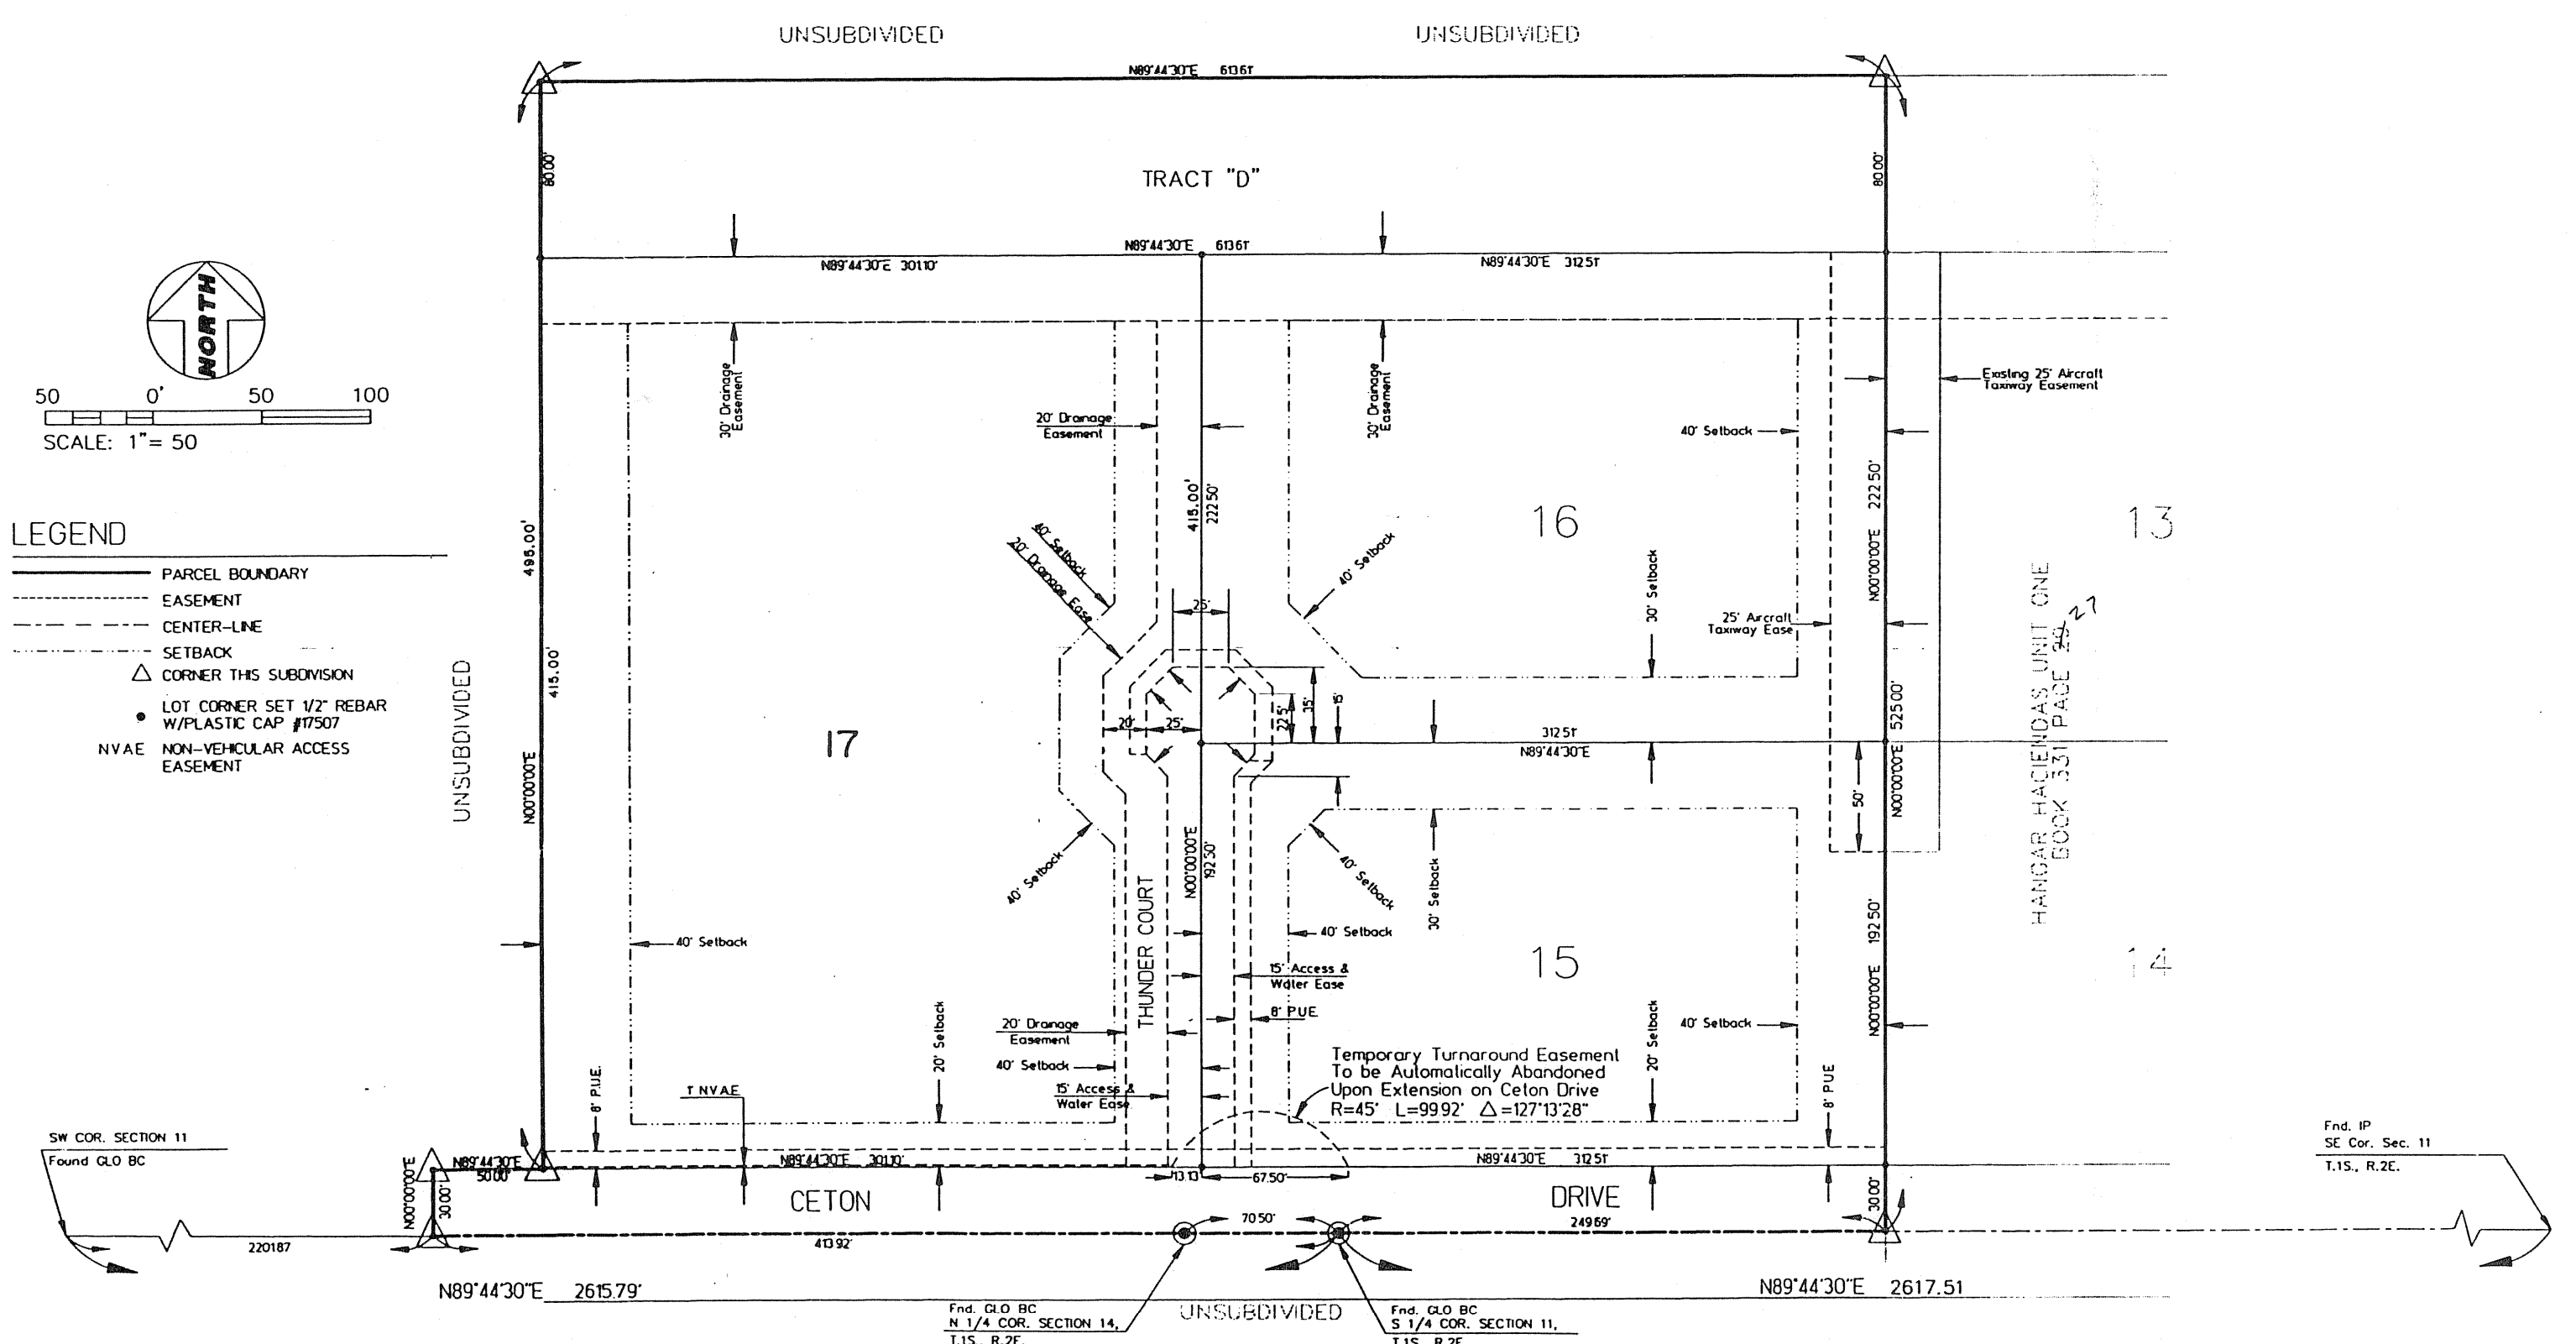 UNSUBDIVIDED
UNSUBDIVIDED
N89°44'30"E 613.61'
80.00'
80.00'
TRACT "D"
N89°44'30"E 613.61'
N89°44'30"E 301.10'
N89°44'30"E 312.51'
NORTH
50 0' 50 100
SCALE: 1"= 50
30' Drainage
Easement
20' Drainage
Easement
30' Drainage
Easement
Existing 25' Aircraft
Taxiway Easement
40' Setback
415.00'
222.50'
N00°00'00"E 222.50'
16
13
LEGEND
PARCEL BOUNDARY
EASEMENT
CENTER-LINE
SETBACK
CORNER THIS SUBDIVISION
LOT CORNER SET 1/2" REBAR
W/PLASTIC CAP #17507
NVAE NON-VEHICULAR ACCESS
EASEMENT
UNSUBDIVIDED
495.00'
415.00'
N00°00'00"E
40' Setback
20' Drainage Ease
40' Setback
30' Setback
25'
25' Aircraft
Taxiway Ease
HANGAR HACIENDAS UNIT ONE
BOOK 331 PAGE
27
17
20'
25'
22.5'
35'
15'
312.51'
N89°44'30"E
N00°00'00"E 525.00'
50'
40' Setback
40' Setback
30' Setback
N00°00'00"E
192.50'
THUNDER COURT
40' Setback
40' Setback
15' Access &
Water Ease
8' PUE
15
14
N00°00'00"E 192.50'
20' Drainage
Easement
40' Setback
15' Access &
Water Ease
20' Setback
40' Setback
20' Setback
Temporary Turnaround Easement
To be Automatically Abandoned
Upon Extension on Ceton Drive
R=45' L=99.92' Δ=127°13'28"
8' P.U.E.
1' NVAE
8' PUE
SW COR. SECTION 11
Found GLO BC
N00°00'00"E
30.00'
N89°44'30"E
50.00'
N89°44'30"E 301.10'
13.13'
67.50'
N89°44'30"E 312.51'
30.00'
CETON
DRIVE
Fnd. IP
SE Cor. Sec. 11
T.1S., R.2E.
2201.87
413.92'
70.50'
249.69'
N89°44'30"E 2615.79'
N89°44'30"E 2617.51
UNSUBDIVIDED
Fnd. GLO BC
N 1/4 COR. SECTION 14,
T.1S., R.2E.
Fnd. GLO BC
S 1/4 COR. SECTION 11,
T.1S., R.2E.